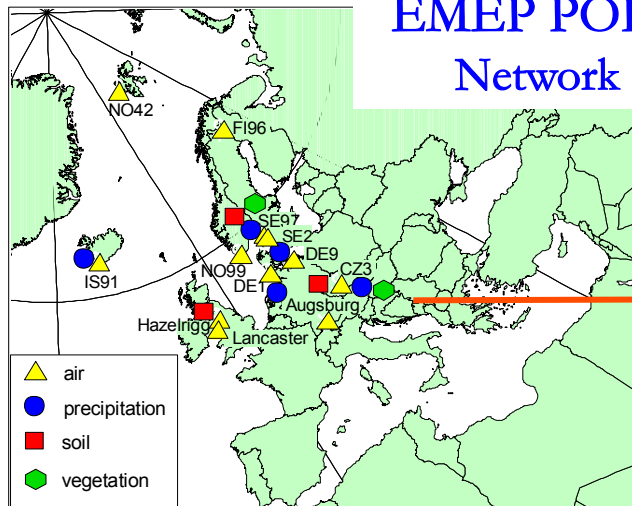 EMEP POP
Network
NO42
FI96
SE97
SE2
DE9
NO99
DE1
CZ3
IS91
Augsburg
Hazelrigg
Lancaster
air
precipitation
soil
vegetation